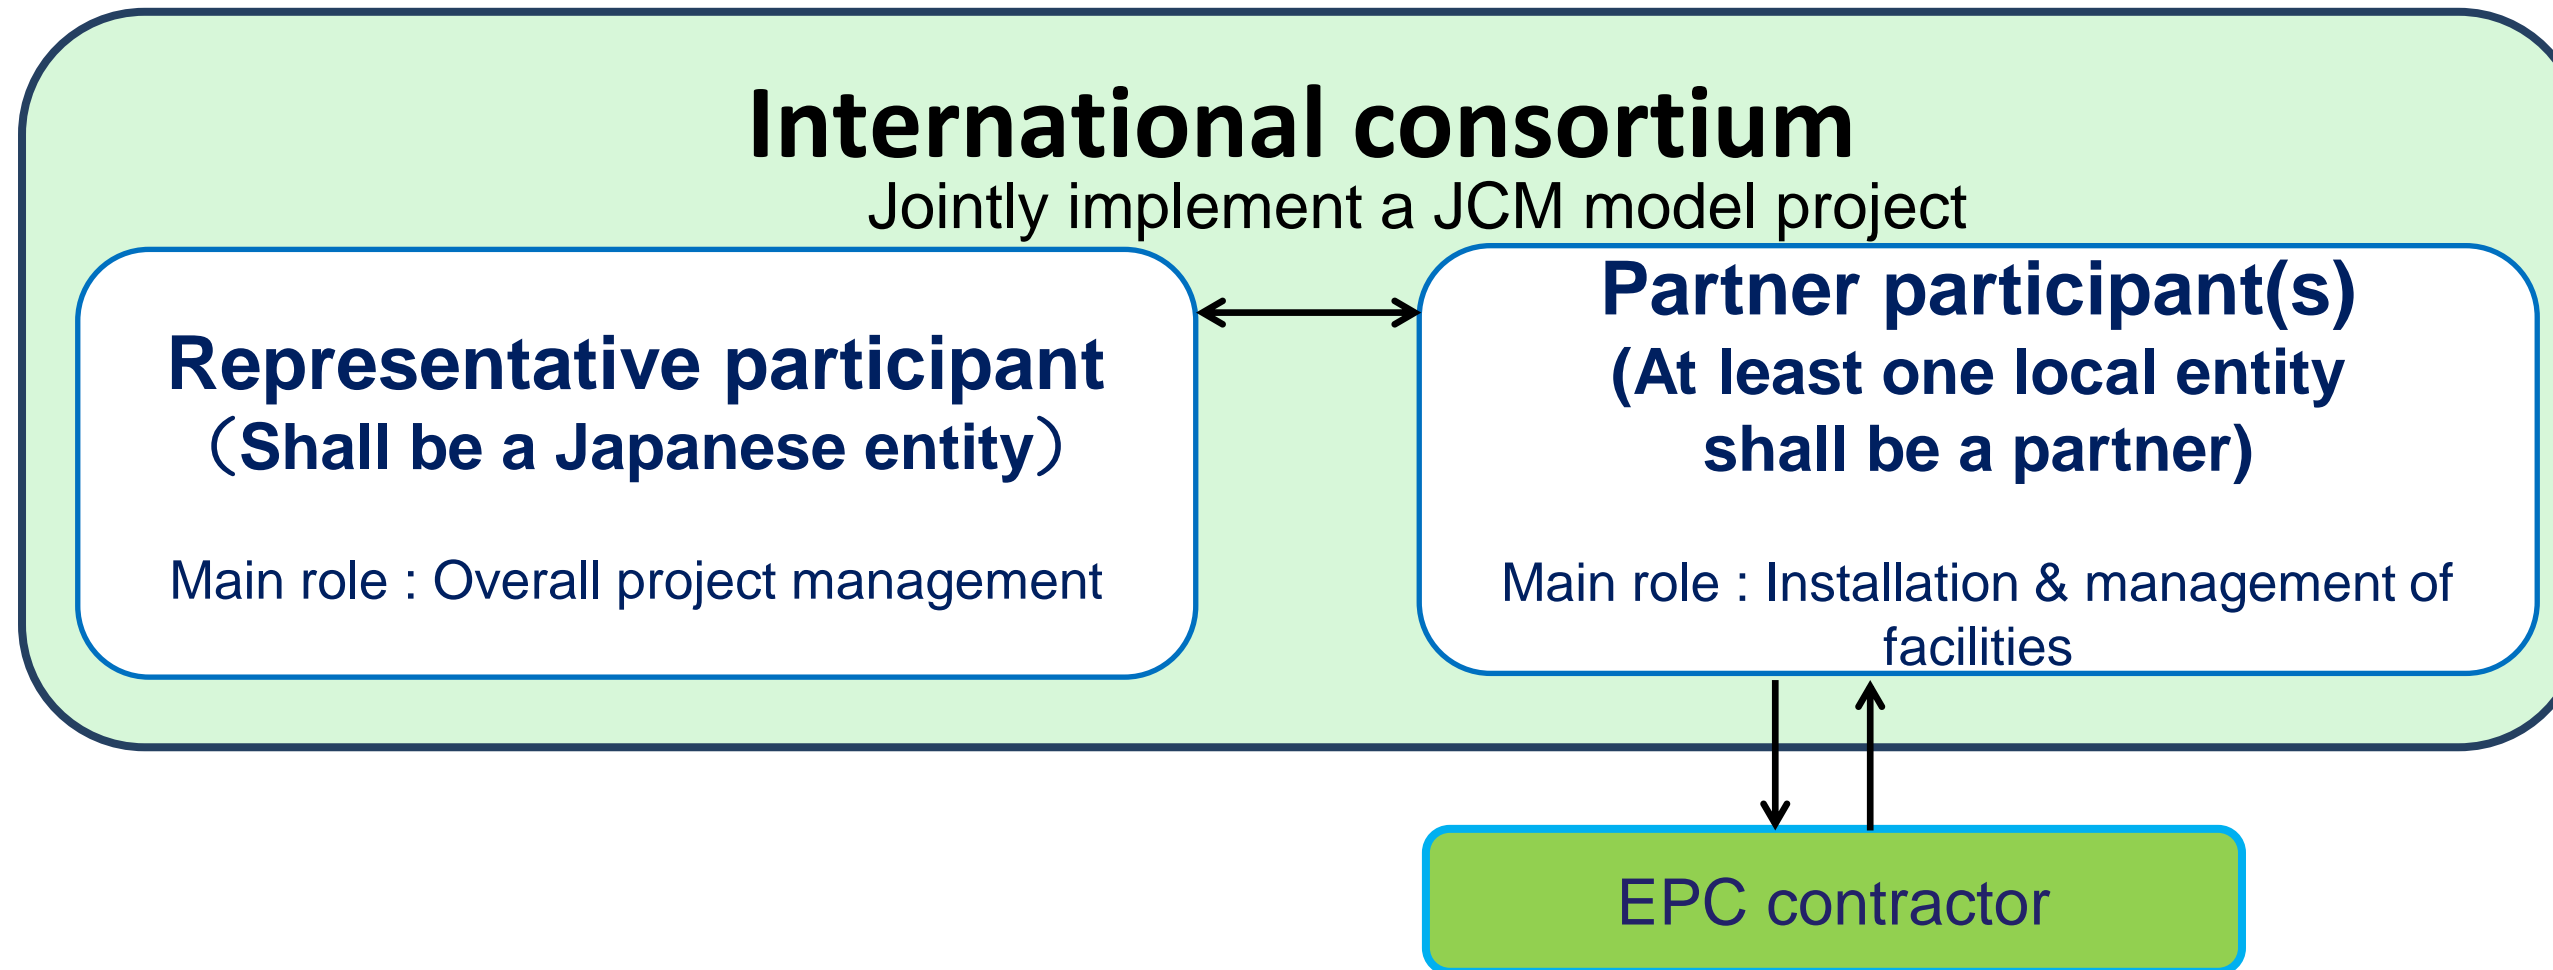 International consortium
Jointly implement a JCM model project
Representative participant
（Shall be a Japanese entity）
Main role : Overall project management
Partner participant(s)
(At least one local entity
shall be a partner)
Main role : Installation & management of
facilities
EPC contractor